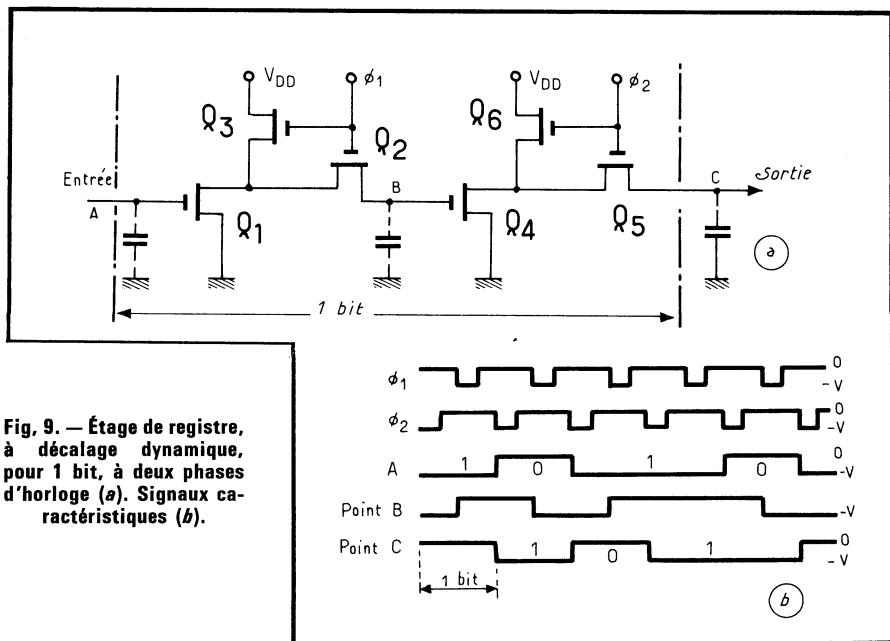 V_DD ϕ1 V_DD ϕ2
Q3 Q2 Q6
Entrée B C Sortie
A Q1 Q4 Q5
a
1 bit
ϕ1 0 -V
ϕ2 0 -V
A 1 0 1 0 0 -V
Point B -V
Point C 1 0 1 0 -V
1 bit
b
Fig, 9. — Étage de registre,
à décalage dynamique,
pour 1 bit, à deux phases
d'horloge (a). Signaux ca-
ractéristiques (b).